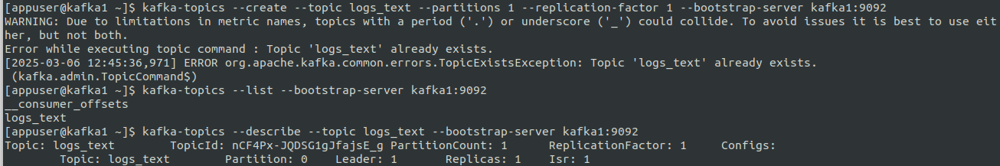 [appuser@kafka1 ~]$ kafka-topics --create --topic logs_text --partitions 1 --replication-factor 1 --bootstrap-server kafka1:9092
WARNING: Due to limitations in metric names, topics with a period ('.') or underscore ('_') could collide. To avoid issues it is best to use eit
her, but not both.
Error while executing topic command : Topic 'logs_text' already exists.
[2025-03-06 12:45:36,971] ERROR org.apache.kafka.common.errors.TopicExistsException: Topic 'logs_text' already exists.
 (kafka.admin.TopicCommand$)
[appuser@kafka1 ~]$ kafka-topics --list --bootstrap-server kafka1:9092
__consumer_offsets
logs_text
[appuser@kafka1 ~]$ kafka-topics --describe --topic logs_text --bootstrap-server kafka1:9092
Topic: logs_text	TopicId: nCF4Px-JQDSG1gJfajsE_g PartitionCount: 1	ReplicationFactor: 1	Configs:
	Topic: logs_text	Partition: 0	Leader: 1	Replicas: 1	Isr: 1